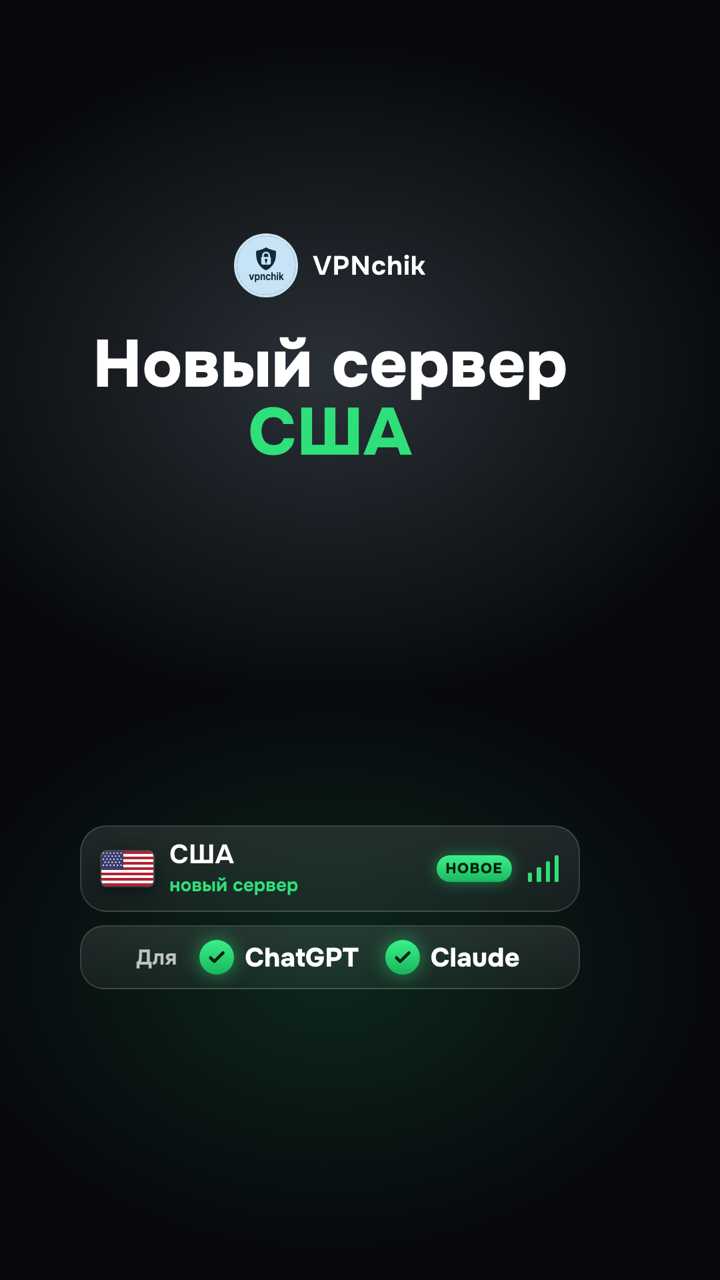 vpnchik
VPNchik
Новый сервер
США
США
НОВОЕ
новый сервер
Для ChatGPT Claude